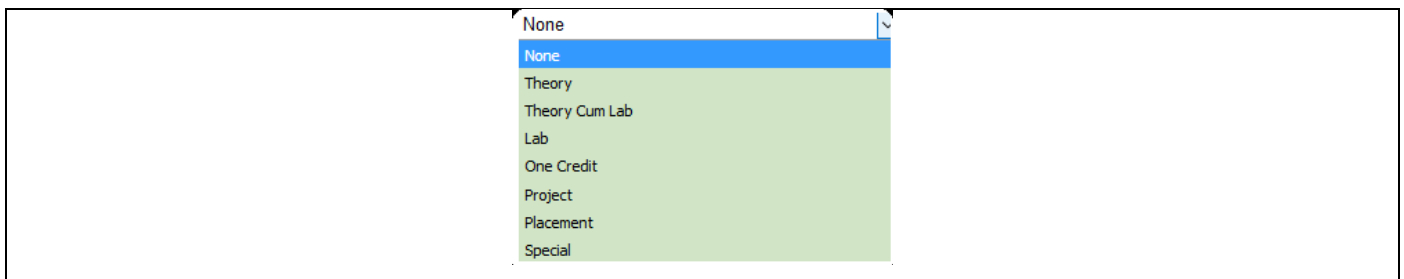 None
None
Theory
Theory Cum Lab
Lab
One Credit
Project
Placement
Special